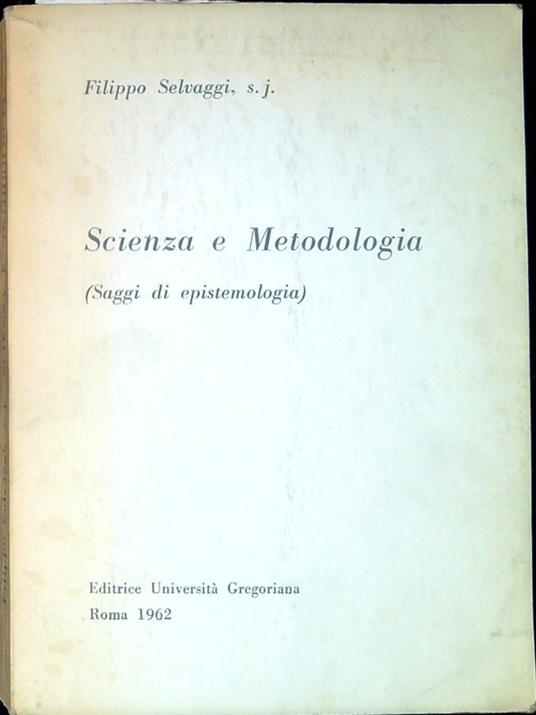 Filippo Selvaggi, s. j.
Scienza e Metodologia
(Saggi di epistemologia)
Editrice Università Gregoriana
Roma 1962